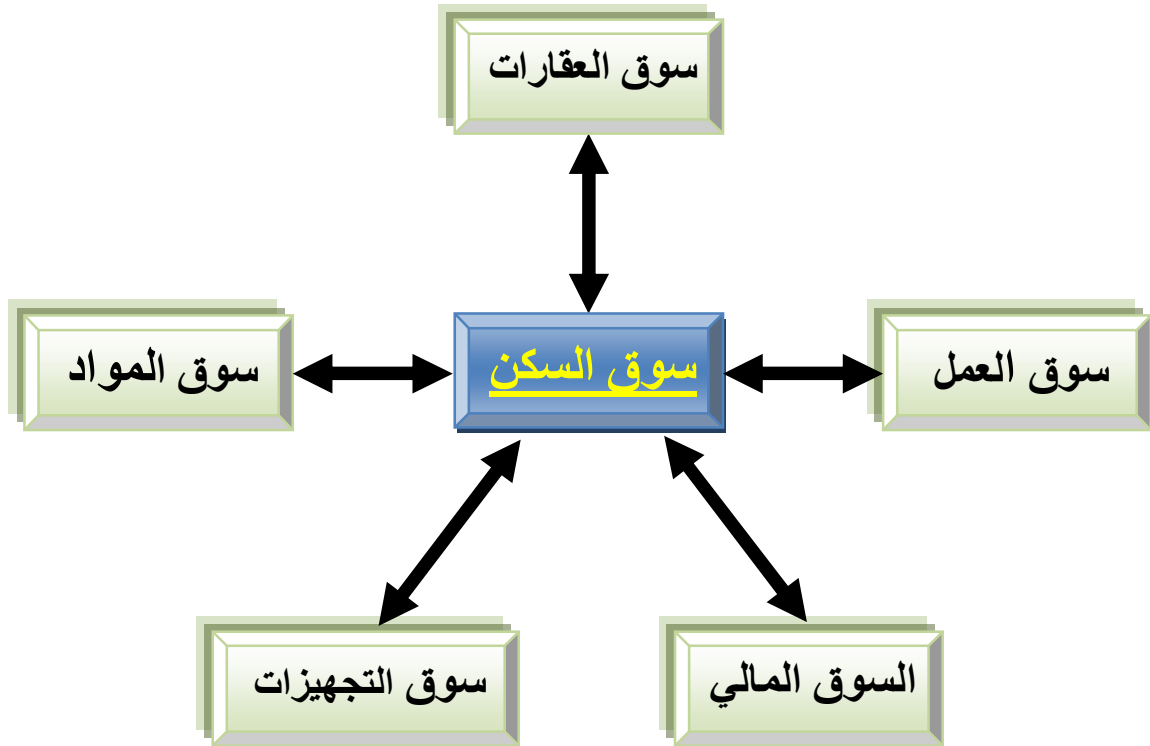 سوق العقارات
سوق العمل
سوق السكن
سوق المواد
السوق المالي
سوق التجهيزات